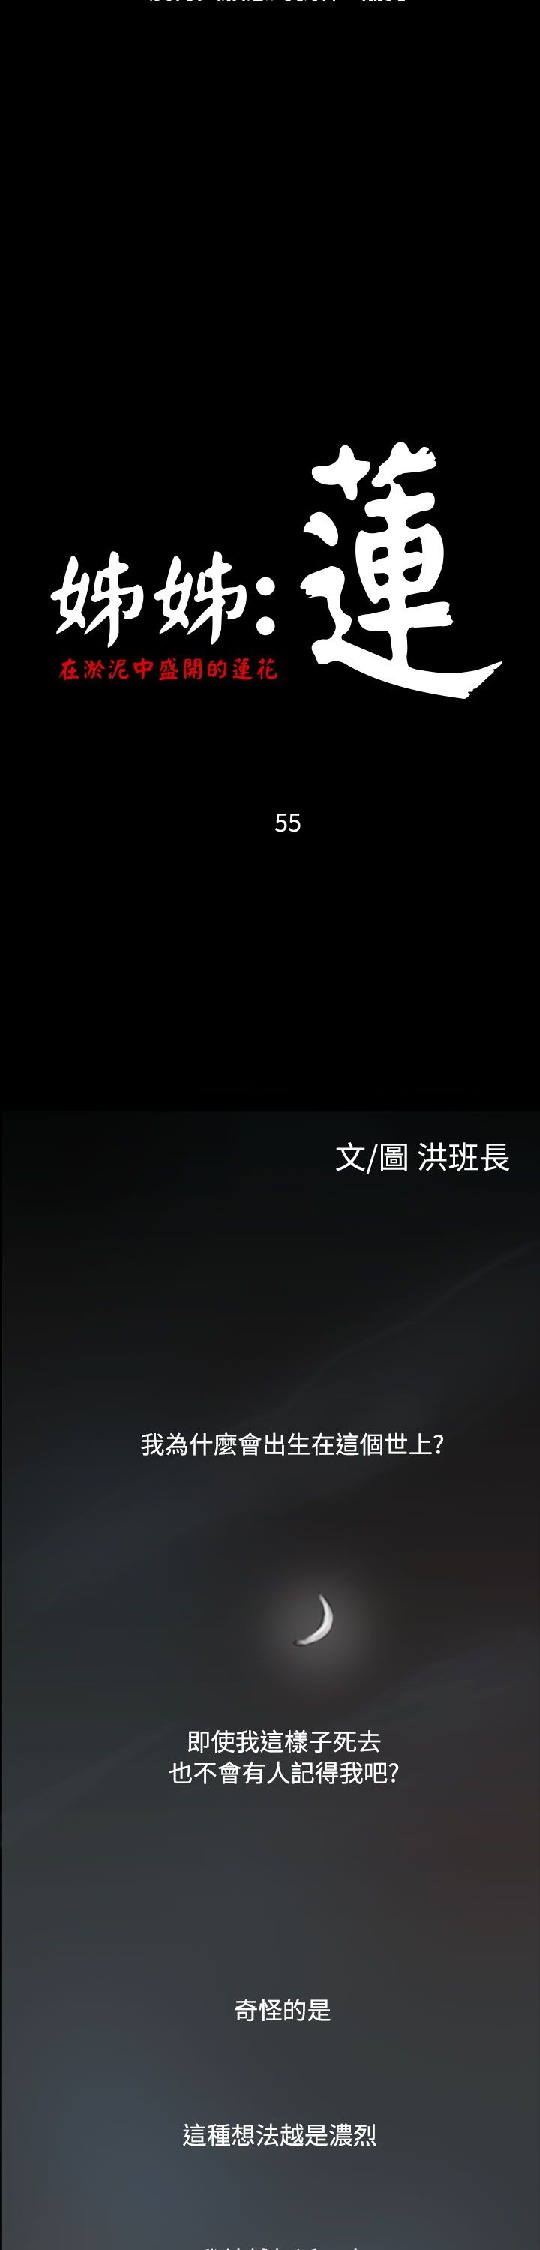 姊姊:蓮
在淤泥中盛開的蓮花
55
文/圖 洪班長
我為什麼會出生在這個世上?
即使我這樣子死去
也不會有人記得我吧?
奇怪的是
這種想法越是濃烈